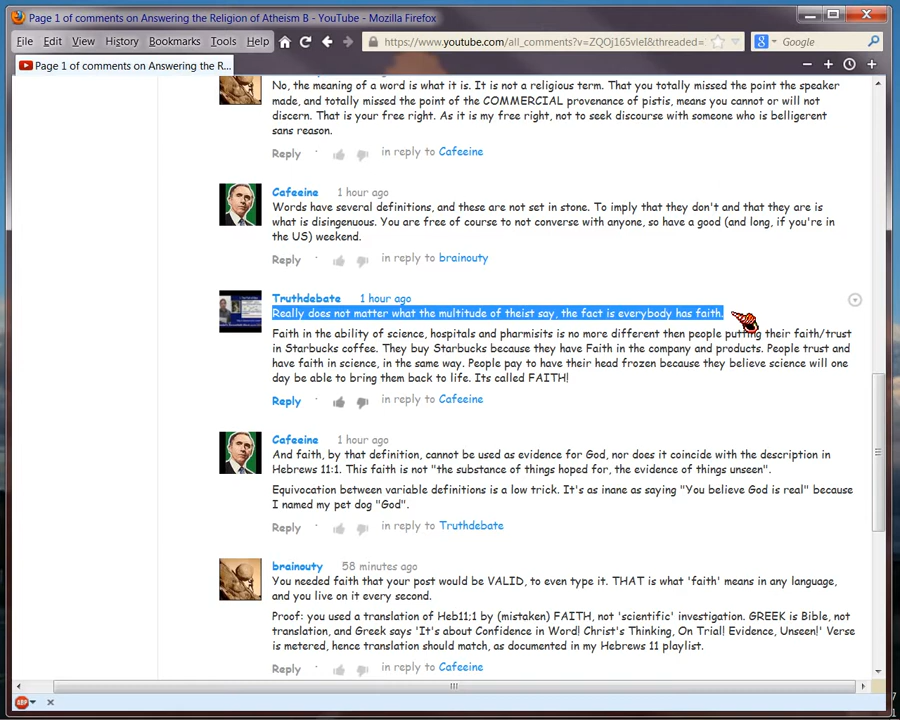 Page 1 of comments on Answering the Religion of Atheism B - YouTube - Mozilla Firefox
File Edit View History Bookmarks Tools Help
https://www.youtube.com/all_comments?v=ZQOj165vIeI&threaded=
Google
Page 1 of comments on Answering the R...
No, the meaning of a word is what it is. It is not a religious term. That you totally missed the point the speaker
made, and totally missed the point of the COMMERCIAL provenance of pistis, means you cannot or will not
discern. That is your free right. As it is my free right, not to seek discourse with someone who is belligerent
sans reason.
Reply · in reply to Cafeeine
Cafeeine 1 hour ago
Words have several definitions, and these are not set in stone. To imply that they don't and that they are is
what is disingenuous. You are free of course to not converse with anyone, so have a good (and long, if you're in
the US) weekend.
Reply · in reply to brainouty
Truthdebate 1 hour ago
Really does not matter what the multitude of theist say, the fact is everybody has faith.
Faith in the ability of science, hospitals and pharmisits is no more different then people putting their faith/trust
in Starbucks coffee. They buy Starbucks because they have Faith in the company and products. People trust and
have faith in science, in the same way. People pay to have their head frozen because they believe science will one
day be able to bring them back to life. Its called FAITH!
Reply · in reply to Cafeeine
Cafeeine 1 hour ago
And faith, by that definition, cannot be used as evidence for God, nor does it coincide with the description in
Hebrews 11:1. This faith is not "the substance of things hoped for, the evidence of things unseen".
Equivocation between variable definitions is a low trick. It's as inane as saying "You believe God is real" because
I named my pet dog "God".
Reply · in reply to Truthdebate
brainouty 58 minutes ago
You needed faith that your post would be VALID, to even type it. THAT is what 'faith' means in any language,
and you live on it every second.
Proof: you used a translation of Heb11;1 by (mistaken) FAITH, not 'scientific' investigation. GREEK is Bible, not
translation, and Greek says 'It's about Confidence in Word! Christ's Thinking, On Trial! Evidence, Unseen!' Verse
is metered, hence translation should match, as documented in my Hebrews 11 playlist.
Reply · in reply to Cafeeine
ABP